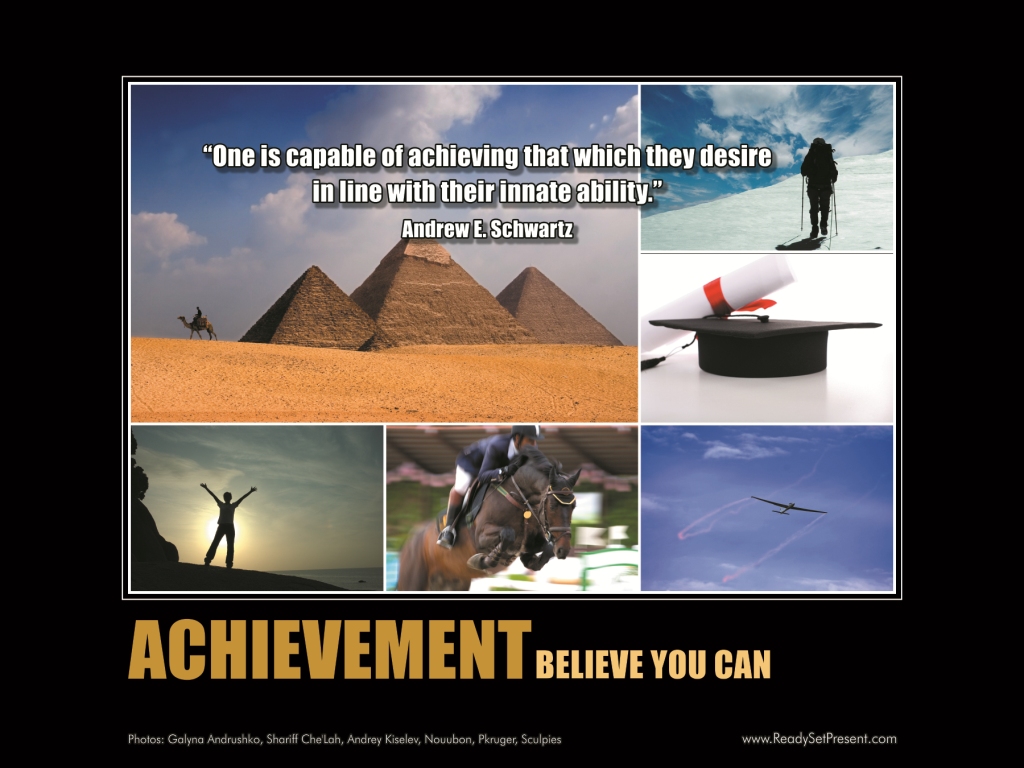 “One is capable of achieving that which they desire
in line with their innate ability.”
Andrew E. Schwartz
ACHIEVEMENT BELIEVE YOU CAN
Photos: Galyna Andrushko, Shariff Che'Lah, Andrey Kiselev, Nouubon, Pkruger, Sculpies
www.ReadySetPresent.com